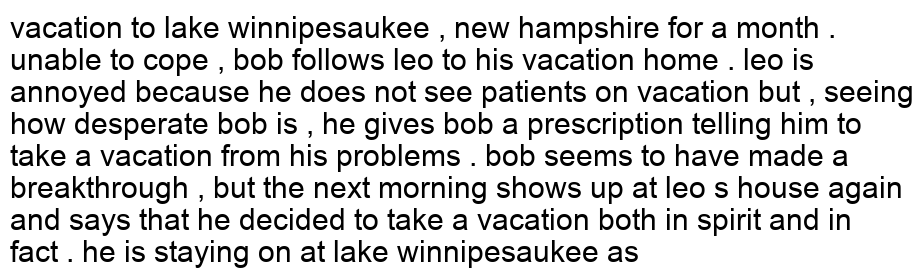 vacation to lake winnipesaukee , new hampshire for a month .
unable to cope , bob follows leo to his vacation home . leo is
annoyed because he does not see patients on vacation but , seeing
how desperate bob is , he gives bob a prescription telling him to
take a vacation from his problems . bob seems to have made a
breakthrough , but the next morning shows up at leo s house again
and says that he decided to take a vacation both in spirit and in
fact . he is staying on at lake winnipesaukee as